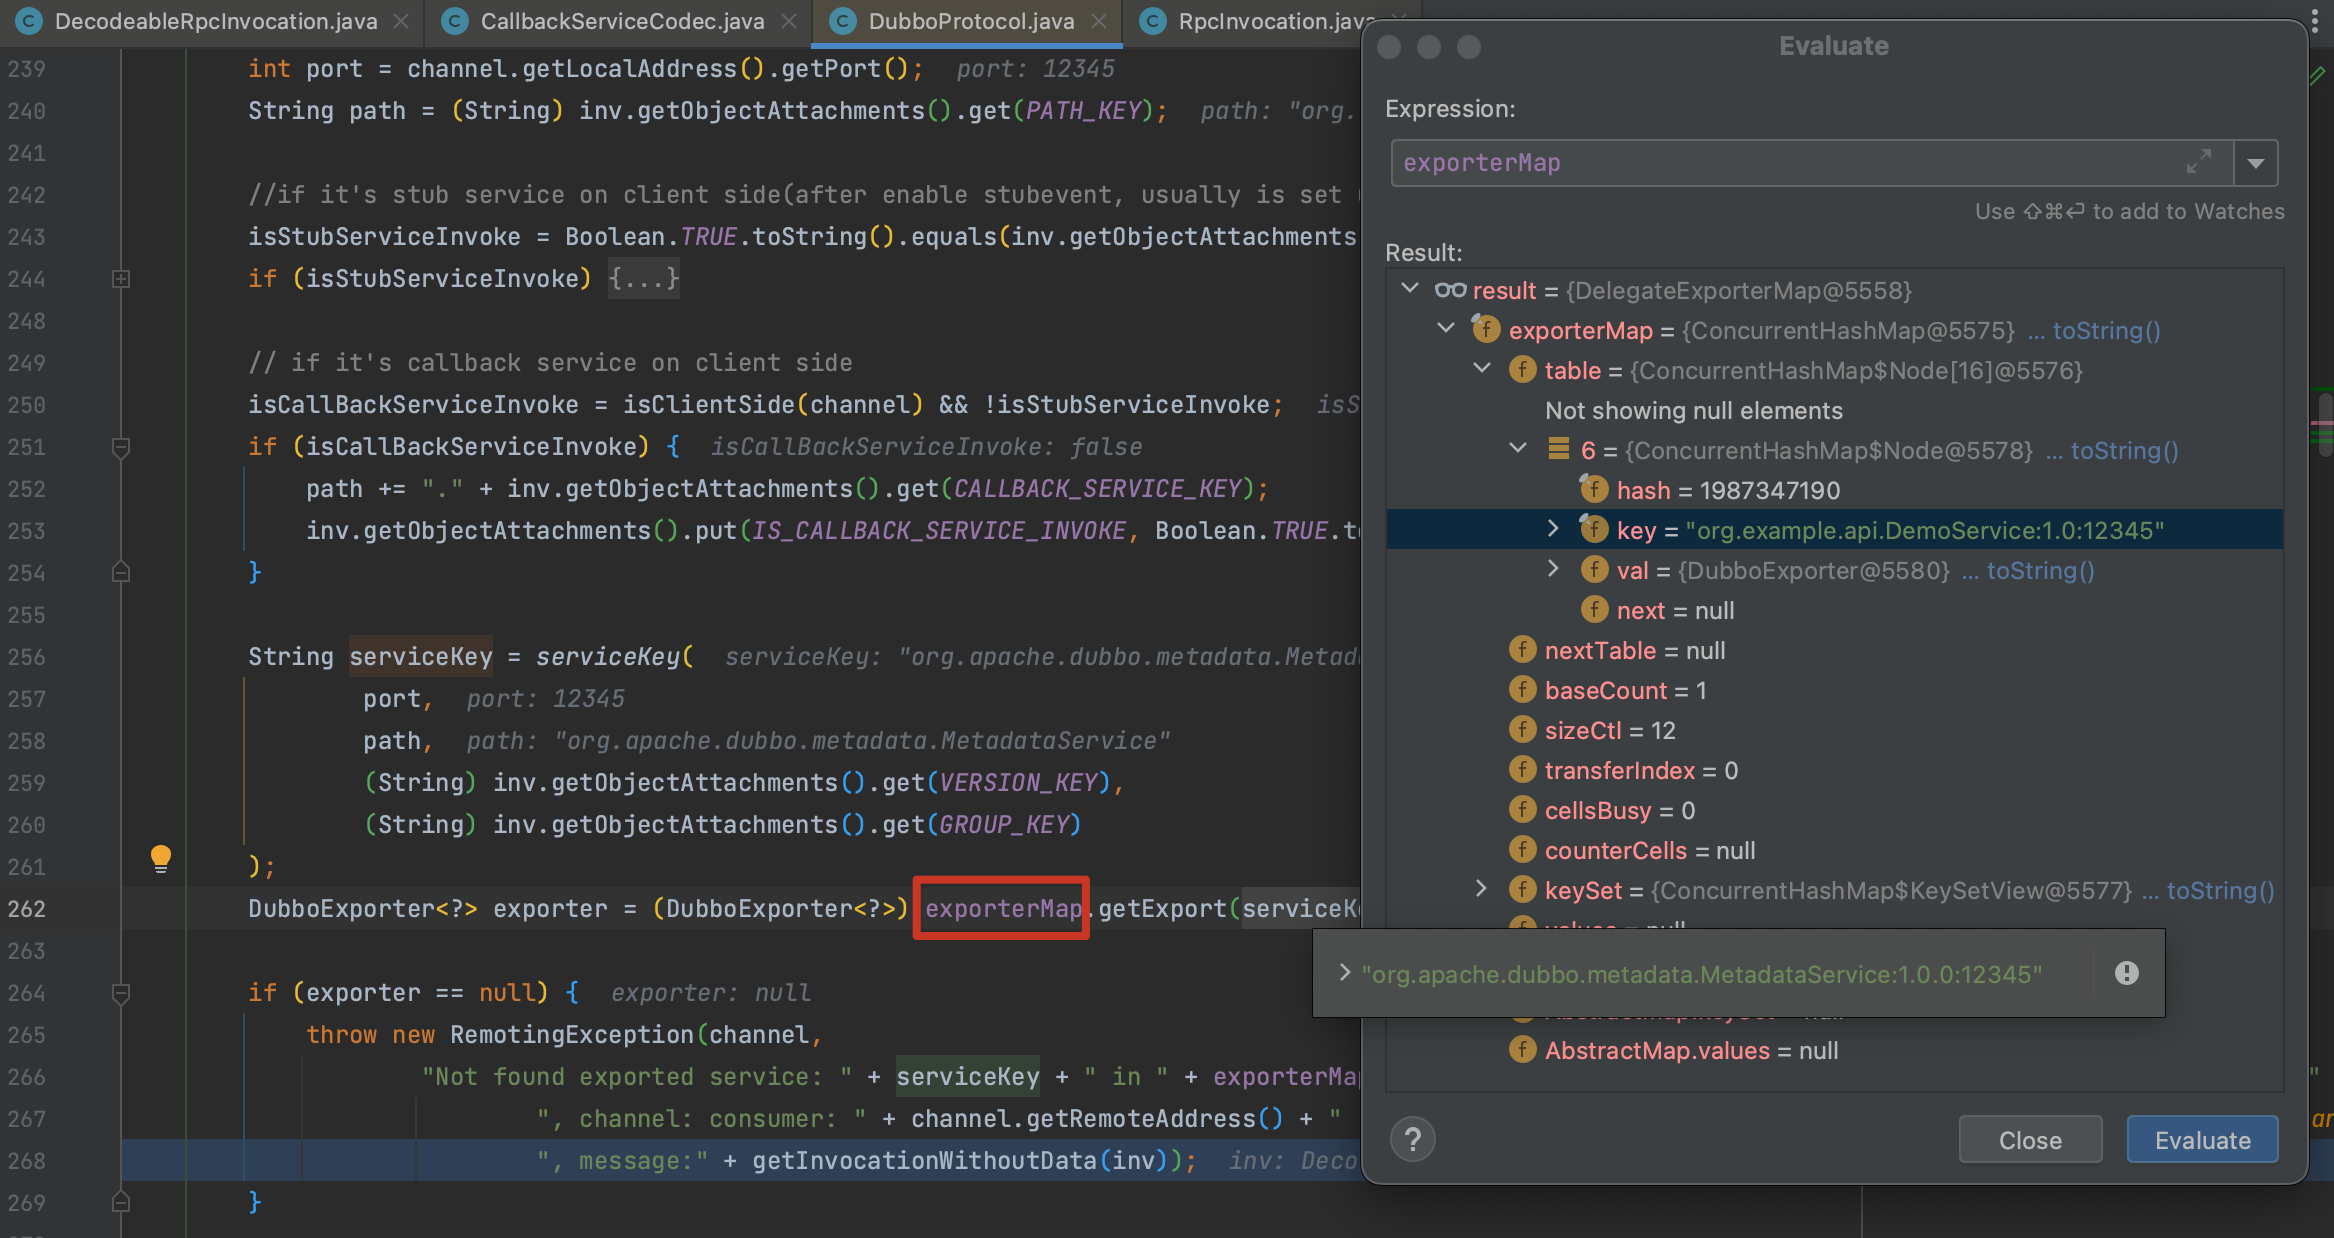 DecodeableRpcInvocation.java
CallbackServiceCodec.java
DubboProtocol.java
RpcInvocation.java
239 int port = channel.getLocalAddress().getPort(); port: 12345
240 String path = (String) inv.getObjectAttachments().get(PATH_KEY); path: "org.
241
242 //if it's stub service on client side(after enable stubevent, usually is set
243 isStubServiceInvoke = Boolean.TRUE.toString().equals(inv.getObjectAttachments
244 if (isStubServiceInvoke) {...}
248
249 // if it's callback service on client side
250 isCallBackServiceInvoke = isClientSide(channel) && !isStubServiceInvoke; isS
251 if (isCallBackServiceInvoke) { isCallBackServiceInvoke: false
252 path += "." + inv.getObjectAttachments().get(CALLBACK_SERVICE_KEY);
253 inv.getObjectAttachments().put(IS_CALLBACK_SERVICE_INVOKE, Boolean.TRUE.t
254 }
255
256 String serviceKey = serviceKey( serviceKey: "org.apache.dubbo.metadata.Metad
257 port, port: 12345
258 path, path: "org.apache.dubbo.metadata.MetadataService"
259 (String) inv.getObjectAttachments().get(VERSION_KEY),
260 (String) inv.getObjectAttachments().get(GROUP_KEY)
261 );
262 DubboExporter<?> exporter = (DubboExporter<?>) exporterMap.getExport(serviceK
263
264 if (exporter == null) { exporter: null
265 throw new RemotingException(channel,
266 "Not found exported service: " + serviceKey + " in " + exporterMa
267 ", channel: consumer: " + channel.getRemoteAddress() + "
268 ", message:" + getInvocationWithoutData(inv)); inv: Deco
269 }
Evaluate
Expression:
exporterMap
Use ⇧⌘⏎ to add to Watches
Result:
result = {DelegateExporterMap@5558}
exporterMap = {ConcurrentHashMap@5575} ... toString()
table = {ConcurrentHashMap$Node[16]@5576}
Not showing null elements
6 = {ConcurrentHashMap$Node@5578} ... toString()
hash = 1987347190
key = "org.example.api.DemoService:1.0:12345"
val = {DubboExporter@5580} ... toString()
next = null
nextTable = null
baseCount = 1
sizeCtl = 12
transferIndex = 0
cellsBusy = 0
counterCells = null
keySet = {ConcurrentHashMap$KeySetView@5577} ... toString()
"org.apache.dubbo.metadata.MetadataService:1.0.0:12345"
AbstractMap.values = null
?
Close
Evaluate